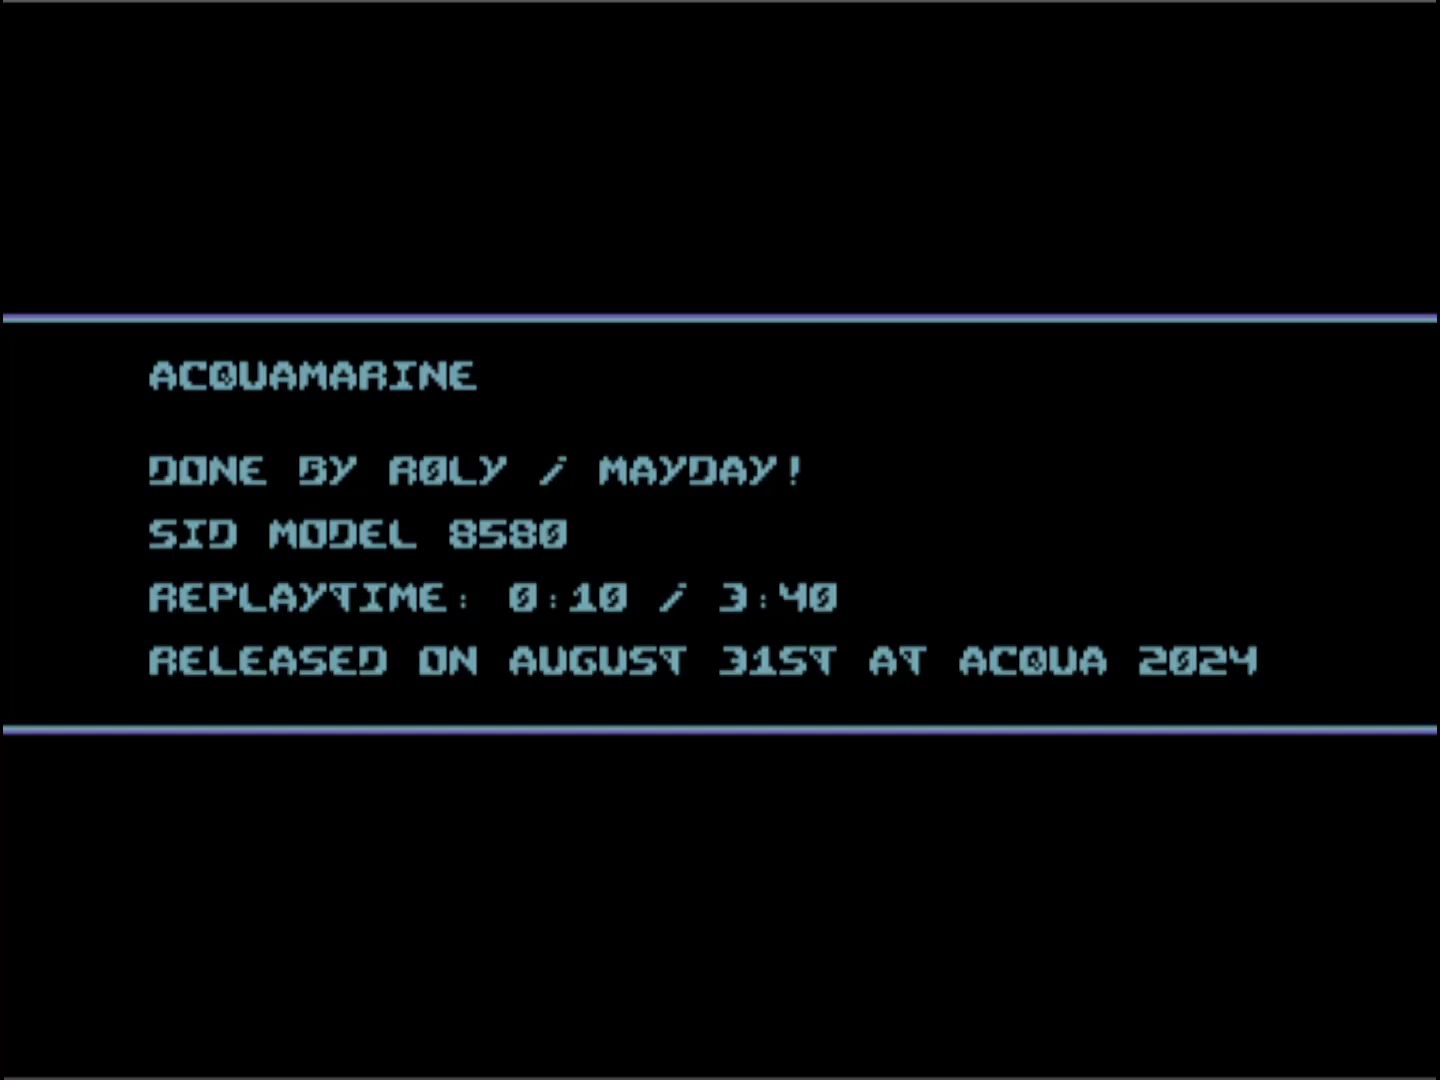 ACQUAMARINE
DONE BY R0LY / MAYDAY!
SID MODEL 8580
REPLAYTIME: 0:10 / 3:40
RELEASED ON AUGUST 31ST AT ACQUA 2024